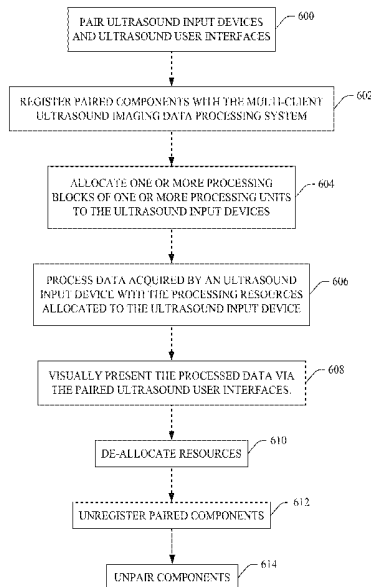 PAIR ULTRASOUND INPUT DEVICES
AND ULTRASOUND USER INTERFACES
600
REGISTER PAIRED COMPONENTS WITH THE MULTI-CLIENT
ULTRASOUND IMAGING DATA PROCESSING SYSTEM
602
ALLOCATE ONE OR MORE PROCESSING
BLOCKS OF ONE OR MORE PROCESSING UNITS
TO THE ULTRASOUND INPUT DEVICES
604
PROCESS DATA ACQUIRED BY AN ULTRASOUND
INPUT DEVICE WITH THE PROCESSING RESOURCES
ALLOCATED TO THE ULTRASOUND INPUT DEVICE
606
VISUALLY PRESENT THE PROCESSED DATA VIA
THE PAIRED ULTRASOUND USER INTERFACES.
608
DE-ALLOCATE RESOURCES
610
UNREGISTER PAIRED COMPONENTS
612
UNPAIR COMPONENTS
614